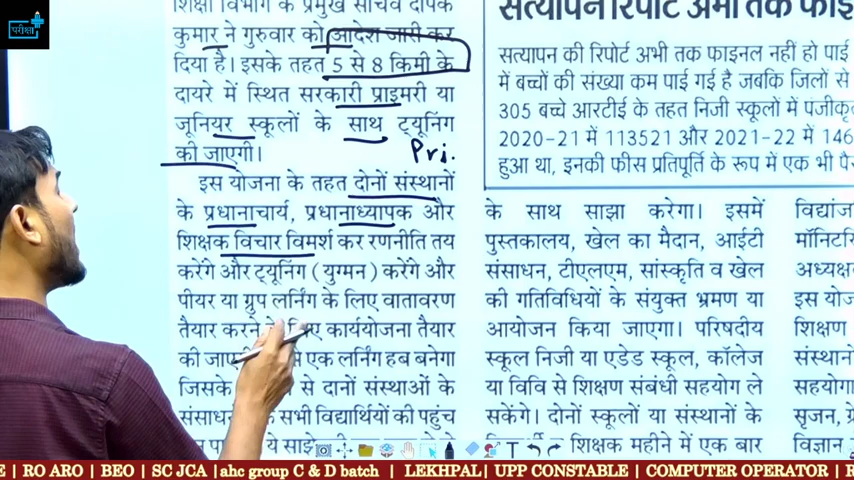 परीक्षा
शिक्षा विभाग के प्रमुख सचिव दीपक
कुमार ने गुरुवार को आदेश जारी कर
दिया है। इसके तहत 5 से 8 किमी के
दायरे में स्थित सरकारी प्राइमरी या
जूनियर स्कूलों के साथ ट्यूनिंग
की जाएगी।
Pri.
इस योजना के तहत दोनों संस्थानों
के प्रधानाचार्य, प्रधानाध्यापक और
शिक्षक विचार विमर्श कर रणनीति तय
करेंगे और ट्यूनिंग (युग्मन) करेंगे और
पीयर या ग्रुप लर्निंग के लिए वातावरण
तैयार करने के लिए कार्ययोजना तैयार
की जाए एक लर्निंग हब बनेगा
जिसके से दानों संस्थाओं के
संसाधन सभी विद्यार्थियों की पहुंच
सत्यापन रिपोर्ट अभी तक फाइ
सत्यापन की रिपोर्ट अभी तक फाइनल नहीं हो पाई
में बच्चों की संख्या कम पाई गई है जबकि जिलों से
305 बच्चे आरटीई के तहत निजी स्कूलों में पंजीकृ
2020-21 में 113521 और 2021-22 में 146
हुआ था, इनकी फीस प्रतिपूर्ति के रूप में एक भी पै
के साथ साझा करेगा। इसमें
पुस्तकालय, खेल का मैदान, आईटी
संसाधन, टीएलएम, सांस्कृति व खेल
की गतिविधियों के संयुक्त भ्रमण या
आयोजन किया जाएगा। परिषदीय
स्कूल निजी या एडेड स्कूल, कॉलेज
या विवि से शिक्षण संबंधी सहयोग ले
सकेंगे। दोनों स्कूलों या संस्थानों के
शिक्षक महीने में एक बार
विद्यांज
मॉनिटरि
अध्यक्ष
इस योज
शिक्षण
संस्थानो
सहयोगा
सृजन, प्रे
विज्ञान
E | RO ARO | BEO | SC JCA | ahc group C & D batch | LEKHPAL | UPP CONSTABLE | COMPUTER OPERATOR | R